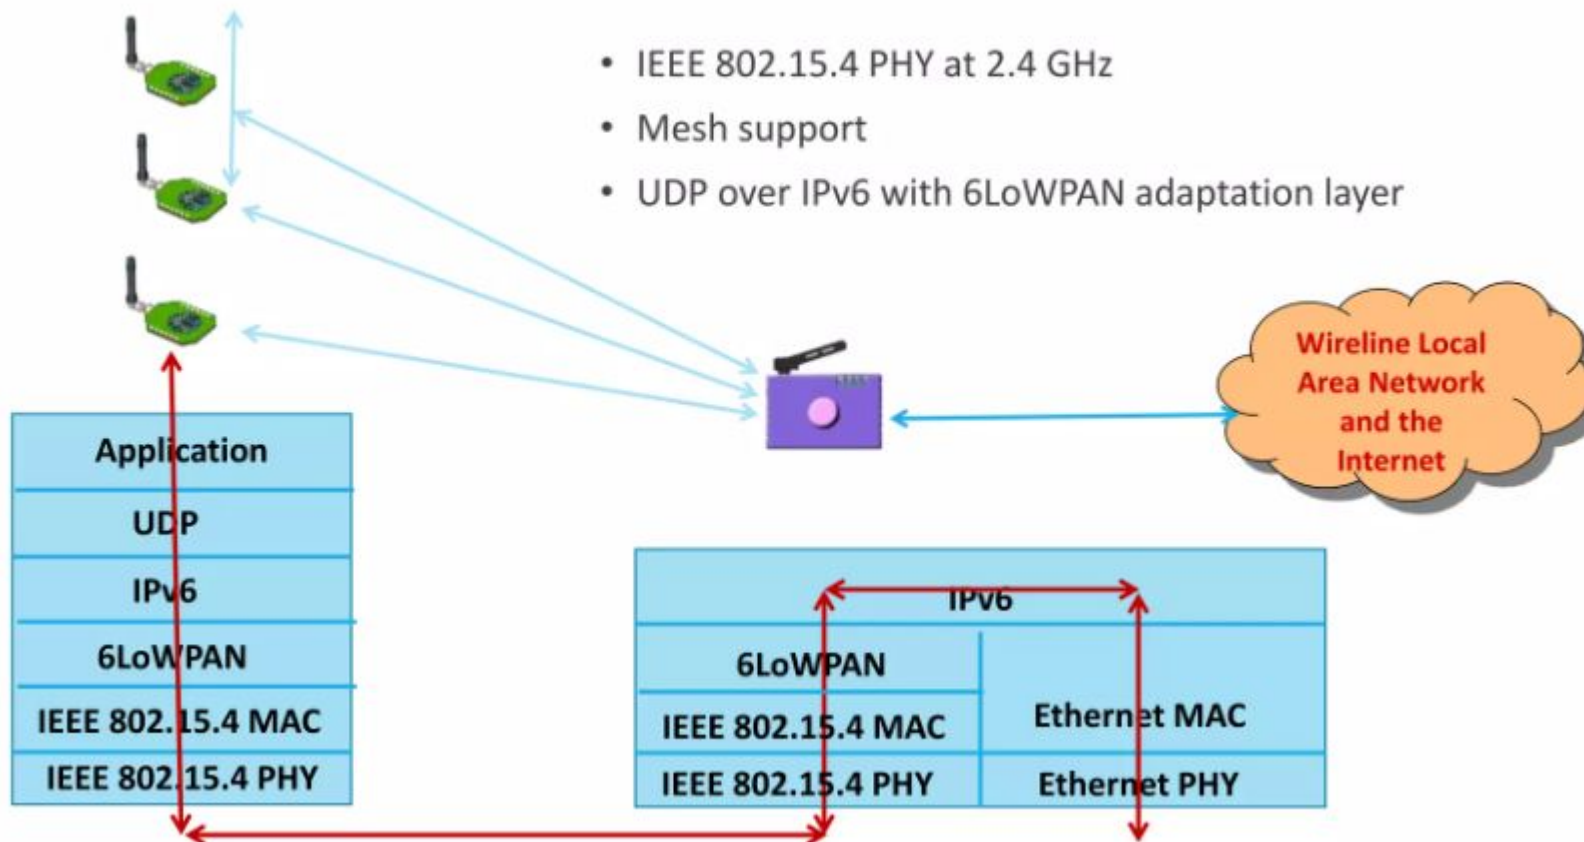 • IEEE 802.15.4 PHY at 2.4 GHz
• Mesh support
• UDP over IPv6 with 6LoWPAN adaptation layer
Wireline Local
Area Network
and the
Internet
Application
UDP
IPv6
6LoWPAN
IEEE 802.15.4 MAC
IEEE 802.15.4 PHY
IPv6
6LoWPAN
IEEE 802.15.4 MAC
IEEE 802.15.4 PHY
Ethernet MAC
Ethernet PHY